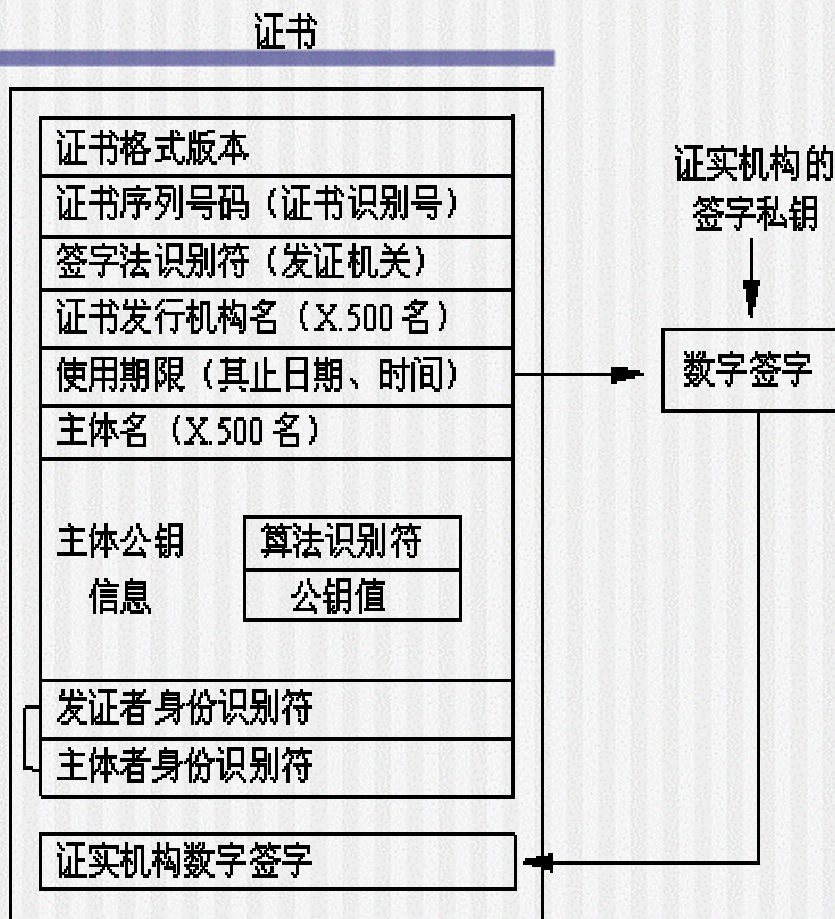 证书
证书格式版本
证书序列号码（证书识别号）
签字法识别符（发证机关）
证书发行机构名（X.500 名）
使用期限（其止日期、时间）
主体名（X.500 名）
主体公钥
信息
算法识别符
公钥值
发证者身份识别符
主体者身份识别符
证实机构数字签字
证实机构的
签字私钥
数字签字